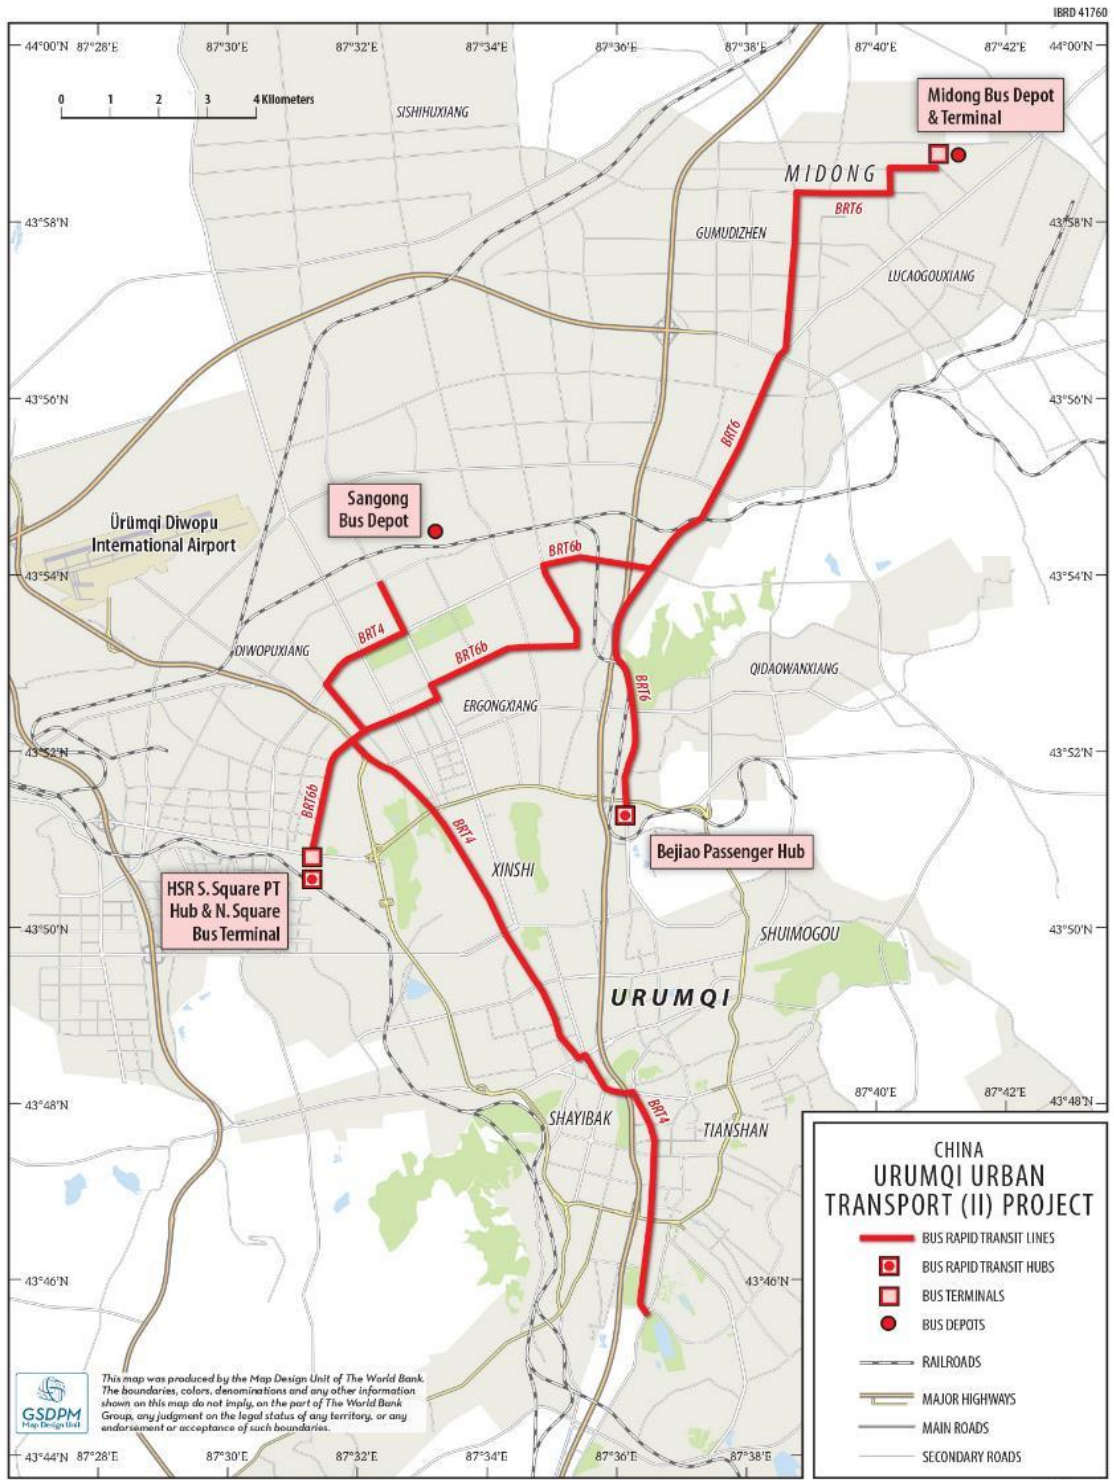 IBRD 41760
44°00'N
87°28'E
87°30'E
87°32'E
87°34'E
87°36'E
87°38'E
87°40'E
87°42'E
44°00'N
0 1 2 3 4 Kilometers
SISHIHUXIANG
Midong Bus Depot
& Terminal
MIDONG
BRT6
43°58'N
GUMUDIZHEN
43°58'N
LUCAOGOUXIANG
43°56'N
43°56'N
BRT6
Sangong
Bus Depot
Ürümqi Diwopu
International Airport
BRT6b
43°54'N
43°54'N
BRT4
DIWOPUXIANG
BRT6b
QIDAOWANXIANG
BRT6
ERGONGXIANG
43°52'N
43°52'N
BRT6b
BRT4
Bejiao Passenger Hub
XINSHI
HSR S. Square PT
Hub & N. Square
Bus Terminal
43°50'N
SHUIMOGOU
43°50'N
URUMQI
87°40'E
87°42'E
43°48'N
43°48'N
SHAYIBAK
BRT4
TIANSHAN
CHINA
URUMQI URBAN
TRANSPORT (II) PROJECT
BUS RAPID TRANSIT LINES
BUS RAPID TRANSIT HUBS
BUS TERMINALS
BUS DEPOTS
RAILROADS
MAJOR HIGHWAYS
MAIN ROADS
SECONDARY ROADS
43°46'N
43°46'N
GSDPM
Map Design Unit
This map was produced by the Map Design Unit of The World Bank.
The boundaries, colors, denominations and any other information
shown on this map do not imply, on the part of The World Bank
Group, any judgment on the legal status of any territory, or any
endorsement or acceptance of such boundaries.
43°44'N
87°28'E
87°30'E
87°32'E
87°34'E
87°36'E
87°38'E